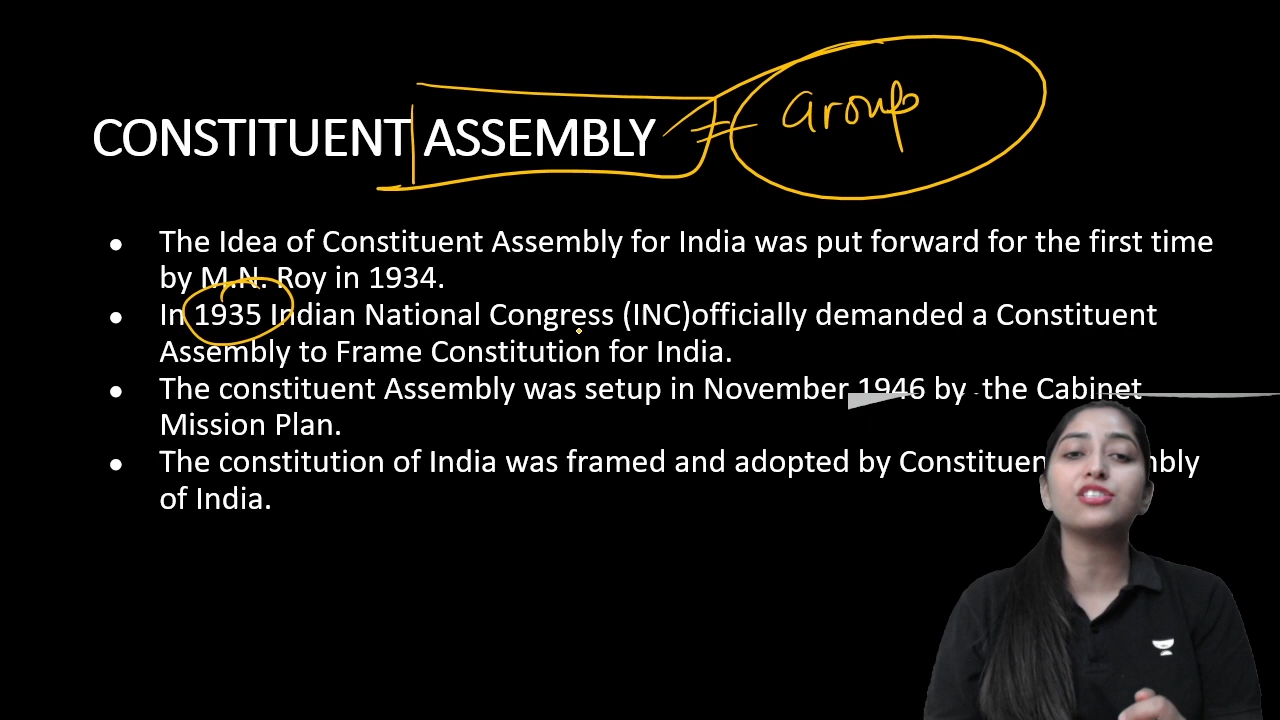 CONSTITUENT ASSEMBLY = Group
● The Idea of Constituent Assembly for India was put forward for the first time
by M.N. Roy in 1934.
● In 1935 Indian National Congress (INC)officially demanded a Constituent
Assembly to Frame Constitution for India.
● The constituent Assembly was setup in November 1946 by the Cabinet
Mission Plan.
● The constitution of India was framed and adopted by Constituen mbly
of India.